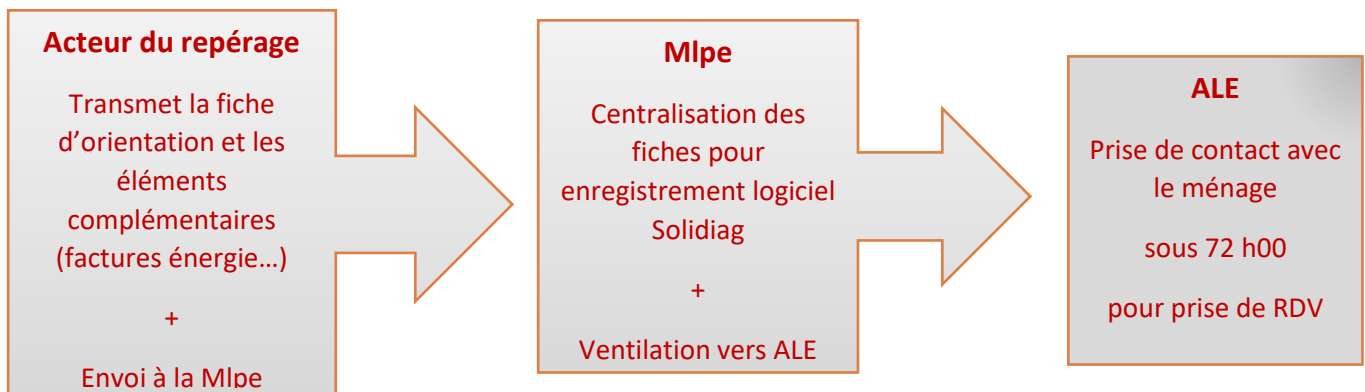 Acteur du repérage
Transmet la fiche
d’orientation et les
éléments
complémentaires
(factures énergie…)
+
Envoi à la Mlpe
Mlpe
Centralisation des
fiches pour
enregistrement logiciel
Solidiag
+
Ventilation vers ALE
ALE
Prise de contact avec
le ménage
sous 72 h00
pour prise de RDV